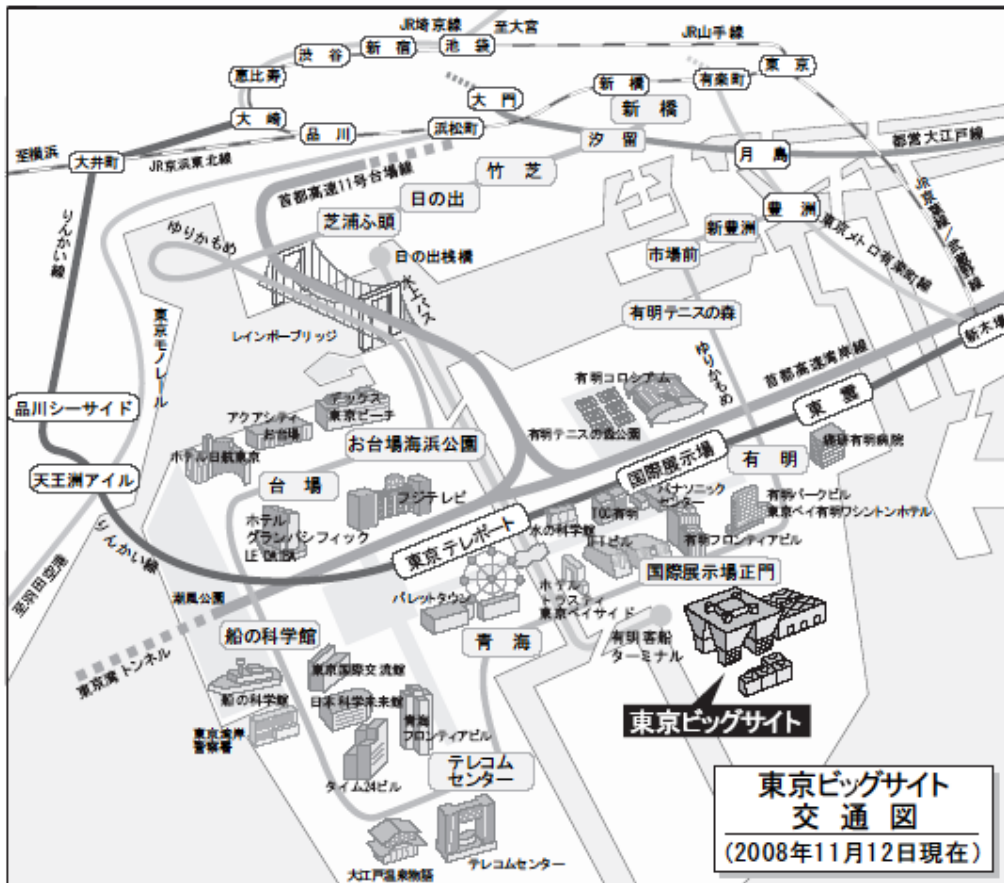 JR埼京線
至大宮
JR山手線
渋谷
新宿
池袋
恵比寿
東京
有楽町
新橋
大門
新橋
大崎
品川
浜松町
汐留
月島
都営大江戸線
至横浜
大井町
JR京浜東北線
首都高速11号台場線
竹芝
日の出
芝浦ふ頭
豊洲
新豊洲
市場前
ゆりかもめ
日の出桟橋
水上バス
東京メトロ有楽町線
りんかい線
レインボーブリッジ
有明テニスの森
ゆりかもめ
首都高速湾岸線
新木場
東京モノレール
品川シーサイド
デックス
東京ビーチ
アクアシティ
お台場
有明コロシアム
有明テニスの森公園
東雲
ホテル日航東京
お台場海浜公園
国際展示場
有明
癌研有明病院
天王洲アイル
台場
フジテレビ
パナソニック
センター
TOC有明
有明パークビル
東京ベイ有明ワシントンホテル
ホテル
グランパシフィック
LE DAIBA
東京テレポート
水の科学館
TFTビル
有明フロンティアビル
りんかい線
至羽田空港
国際展示場正門
潮風公園
パレットタウン
ホテル
トラスティ
東京ベイサイド
青海
有明客船
ターミナル
船の科学館
東京湾トンネル
東京国際交流館
船の科学館
日本科学未来館
青海
フロンティアビル
東京湾岸
警察署
東京ビッグサイト
タイム24ビル
テレコム
センター
大江戸温泉物語
テレコムセンター
東京ビッグサイト
交通図
(2008年11月12日現在)